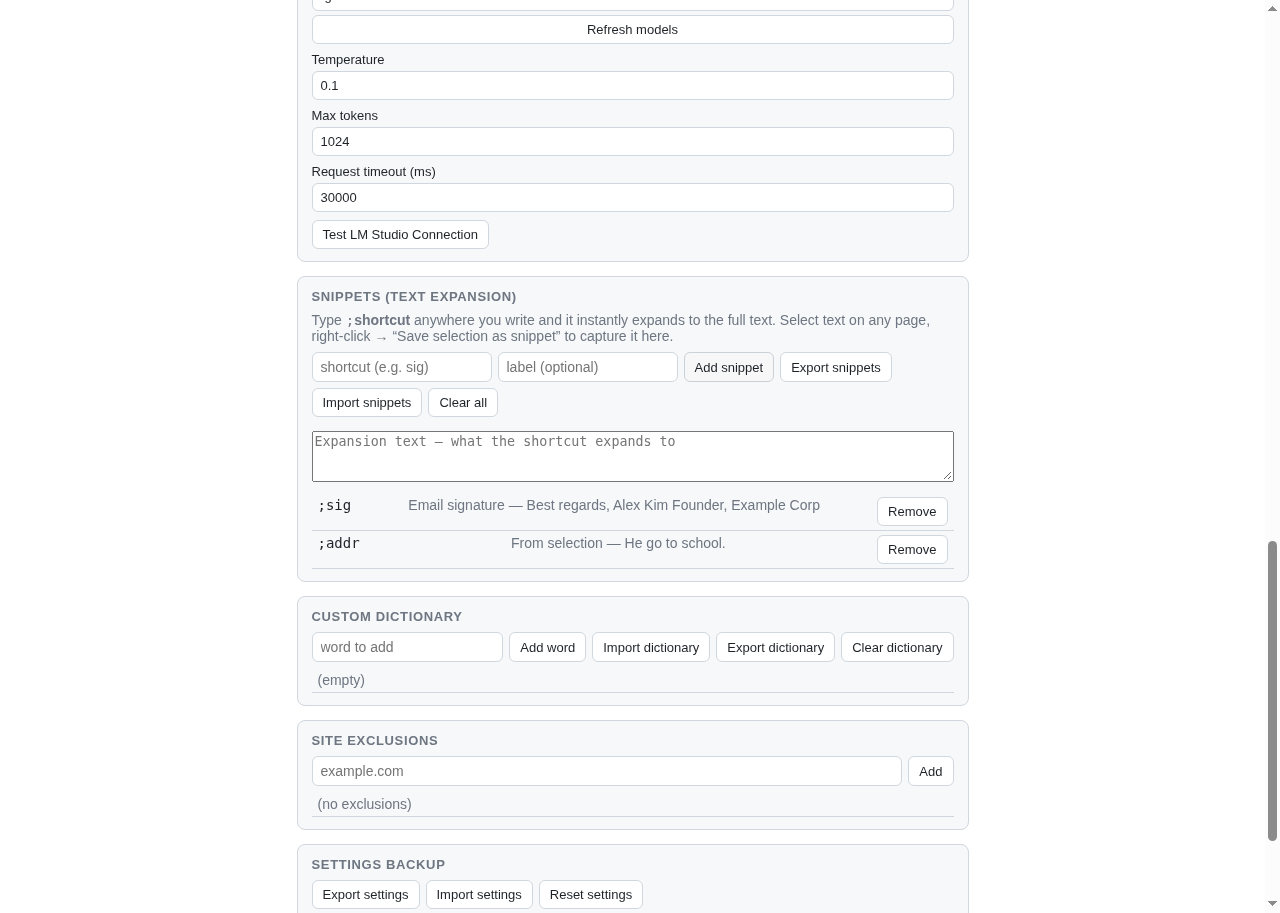 Refresh models
Temperature
0.1
Max tokens
1024
Request timeout (ms)
30000
Test LM Studio Connection
SNIPPETS (TEXT EXPANSION)
Type ;shortcut anywhere you write and it instantly expands to the full text. Select text on any page,
right-click → “Save selection as snippet” to capture it here.
shortcut (e.g. sig) label (optional) Add snippet Export snippets
Import snippets Clear all
Expansion text — what the shortcut expands to
;sig Email signature — Best regards, Alex Kim Founder, Example Corp Remove
;addr From selection — He go to school. Remove
CUSTOM DICTIONARY
word to add Add word Import dictionary Export dictionary Clear dictionary
(empty)
SITE EXCLUSIONS
example.com Add
(no exclusions)
SETTINGS BACKUP
Export settings Import settings Reset settings